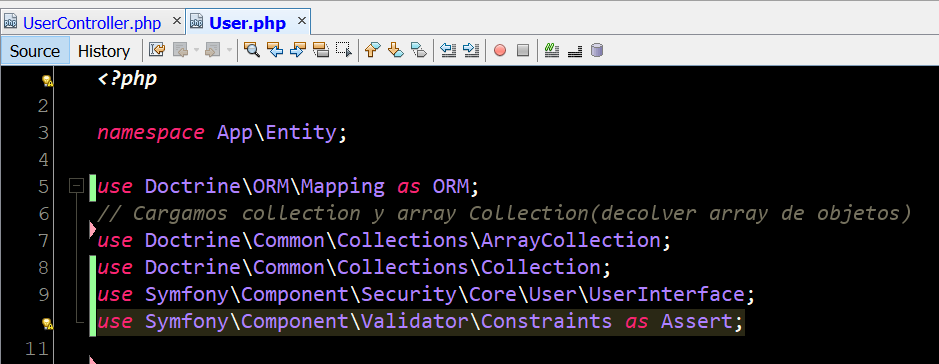 UserController.php User.php
Source History
<?php
2
3 namespace App\Entity;
4
5 use Doctrine\ORM\Mapping as ORM;
6 // Cargamos collection y array Collection(decolver array de objetos)
7 use Doctrine\Common\Collections\ArrayCollection;
8 use Doctrine\Common\Collections\Collection;
9 use Symfony\Component\Security\Core\User\UserInterface;
use Symfony\Component\Validator\Constraints as Assert;
11